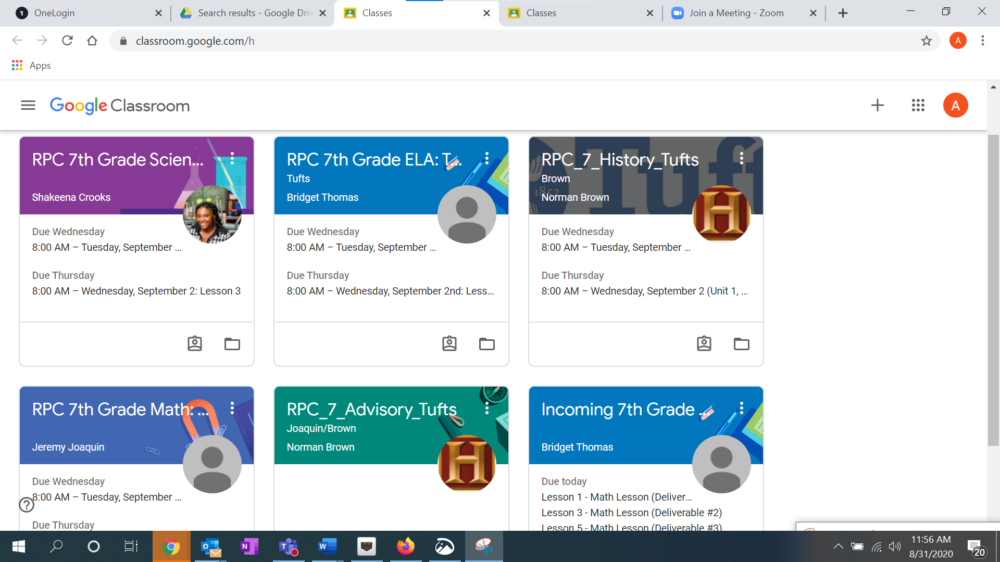 OneLogin
Search results - Google Driv
Classes
Classes
Join a Meeting - Zoom
classroom.google.com/h
A
Apps
Google Classroom
A
RPC 7th Grade Scien...
Shakeena Crooks
Due Wednesday
8:00 AM – Tuesday, September ...
Due Thursday
8:00 AM – Wednesday, September 2: Lesson 3
RPC 7th Grade ELA: T...
Tufts
Bridget Thomas
Due Wednesday
8:00 AM – Tuesday, September ...
Due Thursday
8:00 AM – Wednesday, September 2nd: Less...
RPC_7_History_Tufts
Brown
Norman Brown
1852
Tuft
H
Due Wednesday
8:00 AM – Tuesday, September ...
Due Thursday
8:00 AM – Wednesday, September 2 (Unit 1, ...
RPC 7th Grade Math: ...
Jeremy Joaquin
Due Wednesday
8:00 AM – Tuesday, September ...
Due Thursday
RPC_7_Advisory_Tufts
Joaquin/Brown
Norman Brown
H
Incoming 7th Grade ...
Bridget Thomas
Due today
Lesson 1 - Math Lesson (Deliver...
Lesson 3 - Math Lesson (Deliverable #2)
Lesson 5 - Math Lesson (Deliverable #3)
11:56 AM
8/31/2020
20